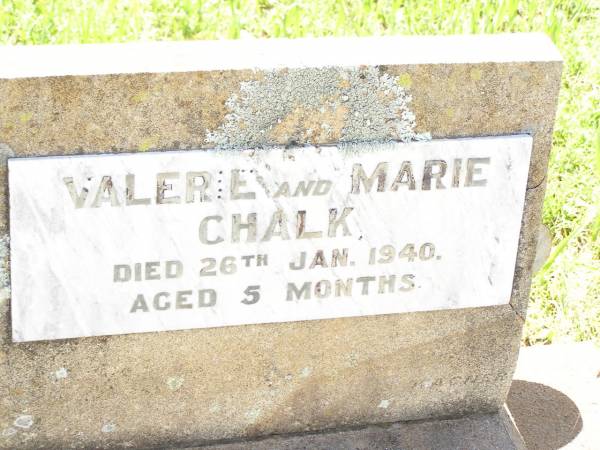 VALERIE AND MARIE
CHALK,
DIED 26TH JAN. 1940.
AGED 5 MONTHS.